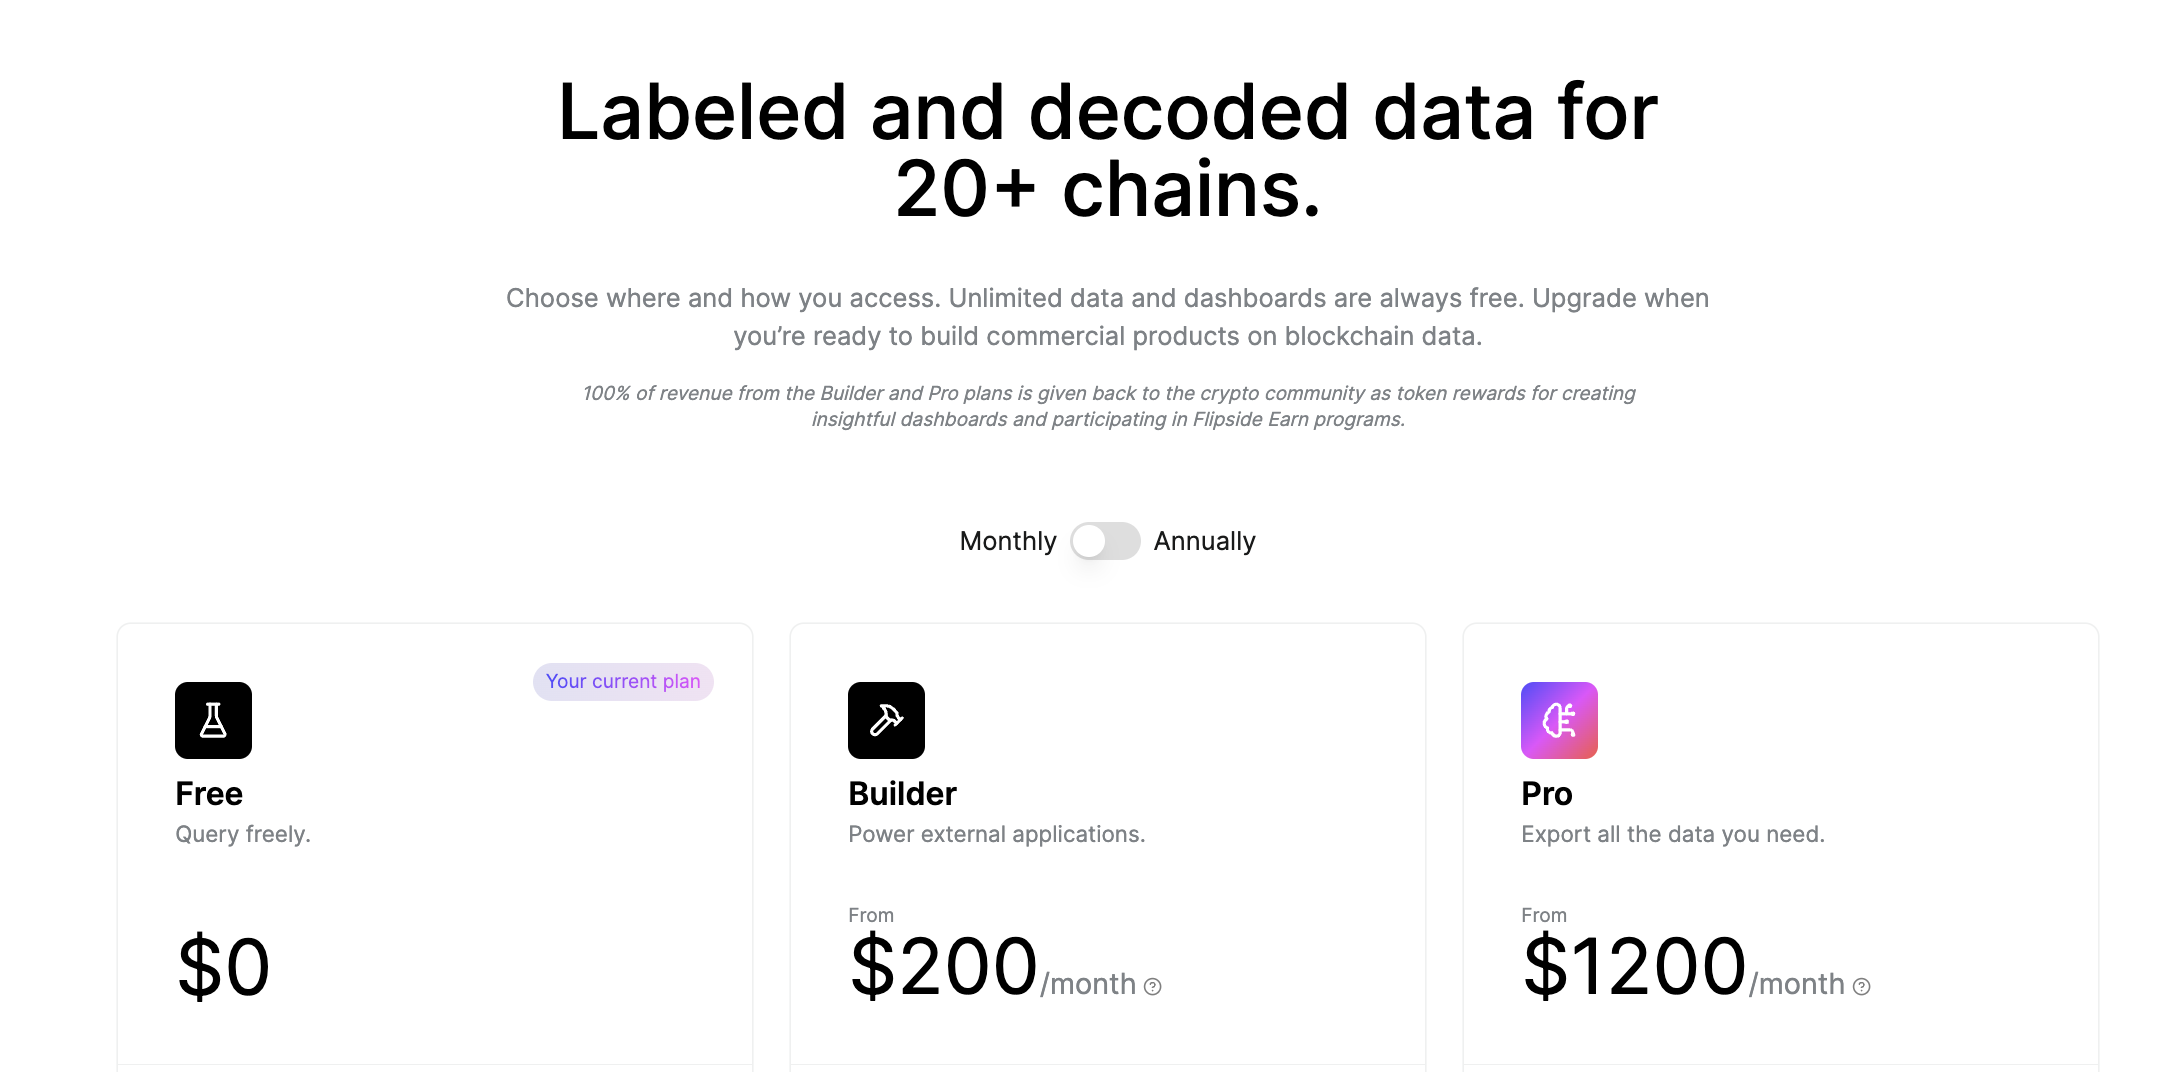 Labeled and decoded data for
20+ chains.
Choose where and how you access. Unlimited data and dashboards are always free. Upgrade when
you’re ready to build commercial products on blockchain data.
100% of revenue from the Builder and Pro plans is given back to the crypto community as token rewards for creating
insightful dashboards and participating in Flipside Earn programs.
Monthly Annually
Your current plan
Free
Query freely.
$0
Builder
Power external applications.
From
$200/month ?
Pro
Export all the data you need.
From
$1200/month ?